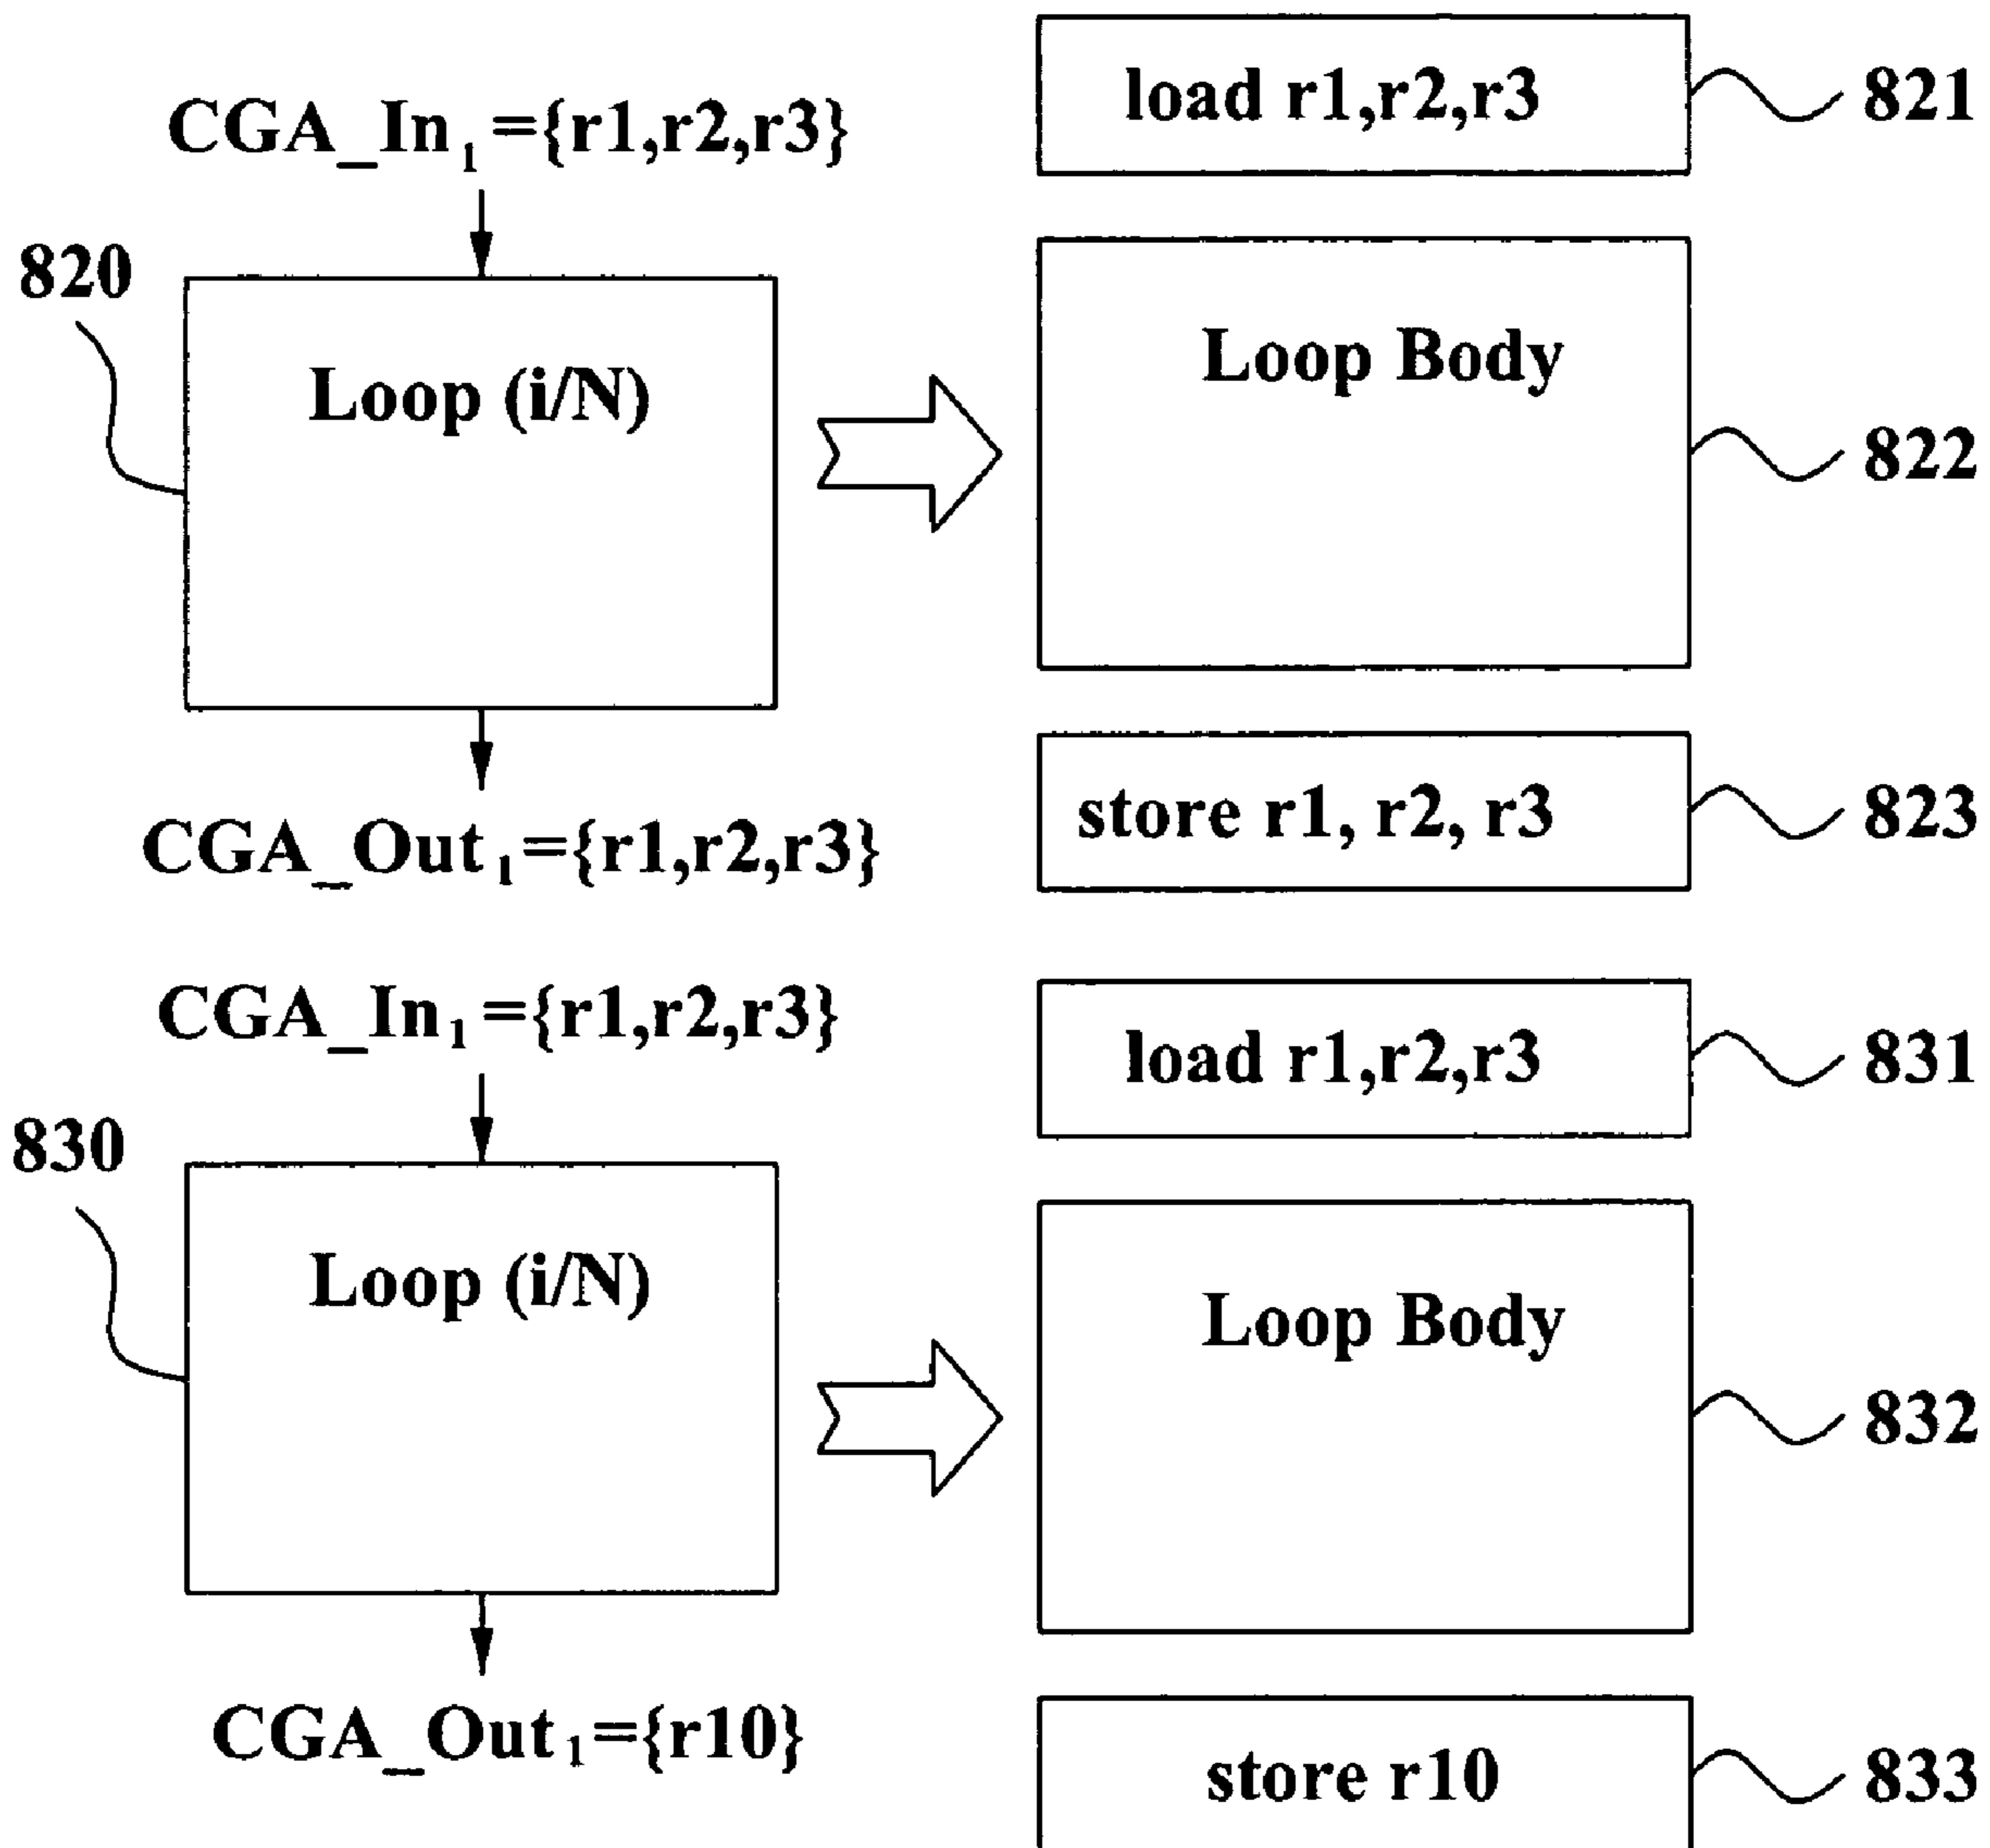 load r1,r2,r3
821
CGA_In1={r1,r2,r3}
820
Loop (i/N)
Loop Body
822
store r1, r2, r3
823
CGA_Out1={r1,r2,r3}
CGA_In1={r1,r2,r3}
load r1,r2,r3
831
830
Loop (i/N)
Loop Body
832
CGA_Out1={r10}
store r10
833